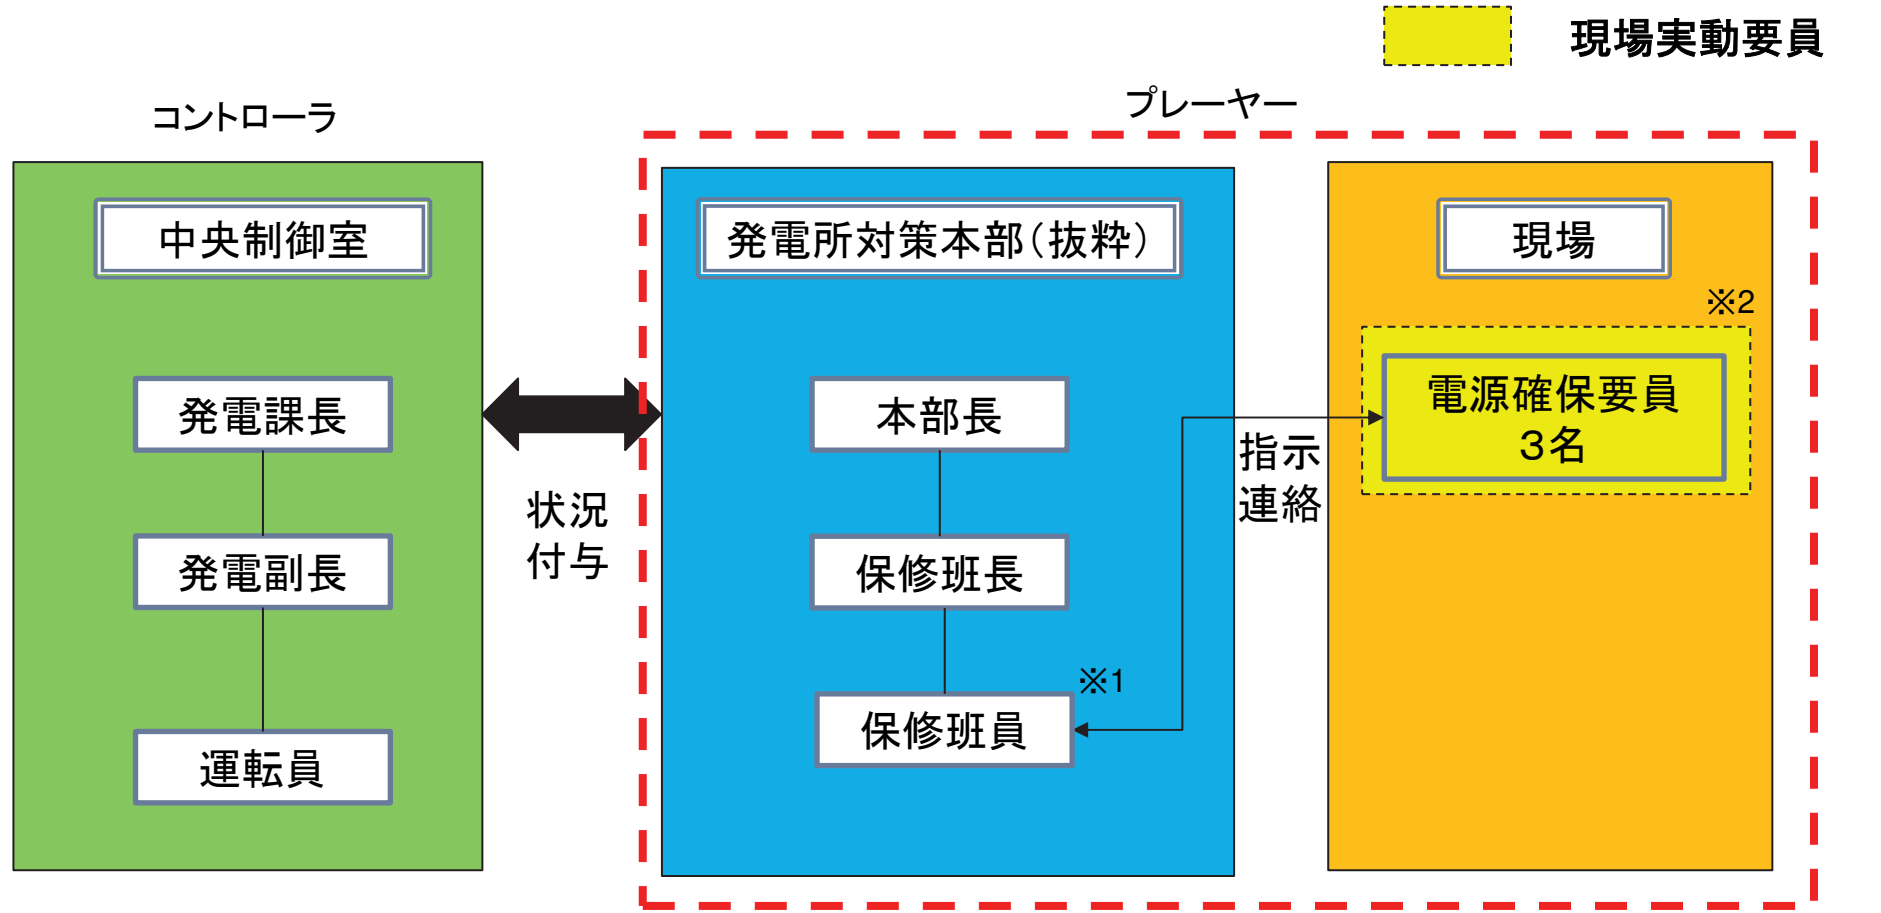 現場実動要員
コントローラ
プレーヤー
中央制御室
発電課長
発電副長
運転員
状況
付与
発電所対策本部（抜粋）
本部長
保修班長
※1
保修班員
指示
連絡
現場
※2
電源確保要員
３名